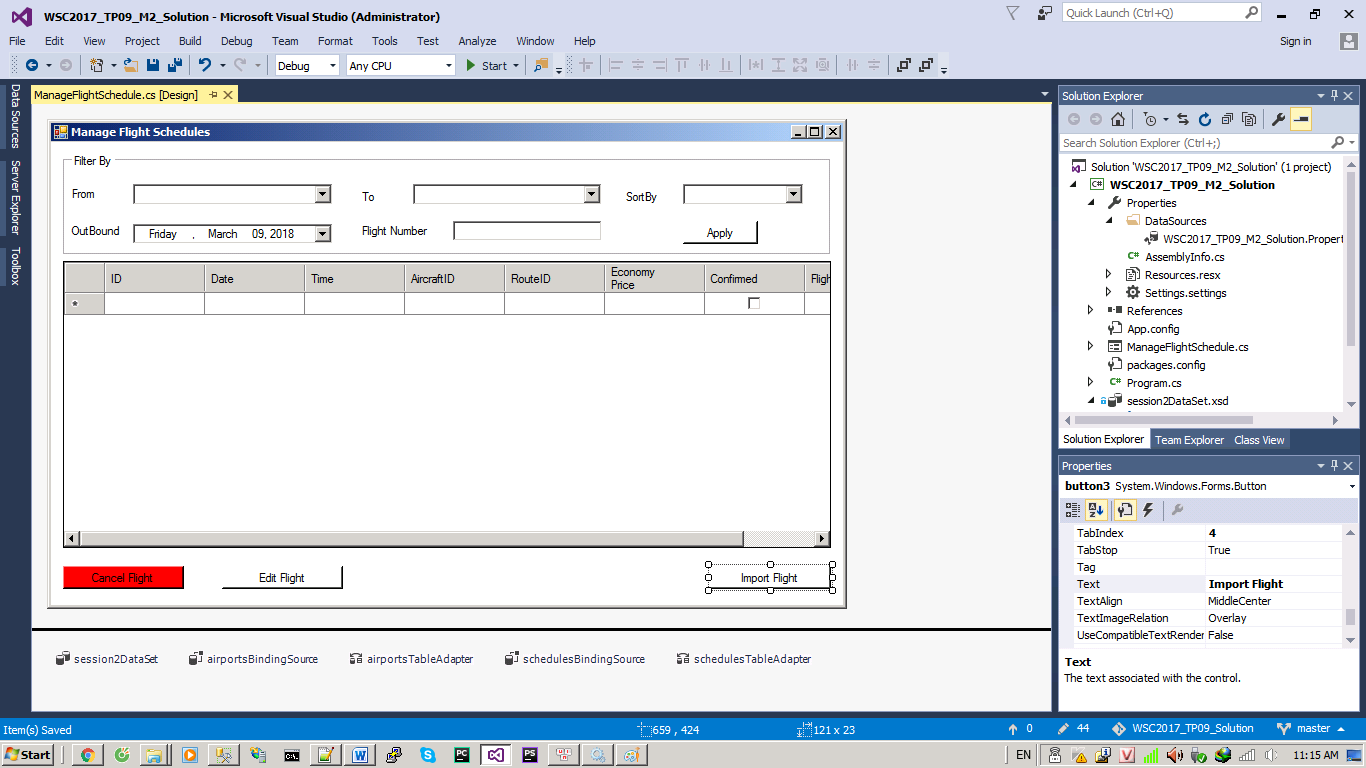 WSC2017_TP09_M2_Solution - Microsoft Visual Studio (Administrator)
Quick Launch (Ctrl+Q)
File Edit View Project Build Debug Team Format Tools Test Analyze Window Help
Sign in
Debug Any CPU Start
Data Sources
Server Explorer
Toolbox
ManageFlightSchedule.cs [Design]
Manage Flight Schedules
Filter By
From To SortBy
OutBound Friday , March 09, 2018 Flight Number Apply
ID Date Time AircraftID RouteID Economy Price Confirmed Fligh
*
Cancel Flight Edit Flight Import Flight
session2DataSet airportsBindingSource airportsTableAdapter schedulesBindingSource schedulesTableAdapter
Solution Explorer
Search Solution Explorer (Ctrl+;)
Solution 'WSC2017_TP09_M2_Solution' (1 project)
C# WSC2017_TP09_M2_Solution
Properties
DataSources
WSC2017_TP09_M2_Solution.Propert
C# AssemblyInfo.cs
Resources.resx
Settings.settings
References
App.config
ManageFlightSchedule.cs
packages.config
C# Program.cs
session2DataSet.xsd
Solution Explorer Team Explorer Class View
Properties
button3 System.Windows.Forms.Button
TabIndex 4
TabStop True
Tag
Text Import Flight
TextAlign MiddleCenter
TextImageRelation Overlay
UseCompatibleTextRender False
Text
The text associated with the control.
Item(s) Saved 659 , 424 121 x 23 0 44 WSC2017_TP09_Solution master
Start W PC PS EN V 11:15 AM